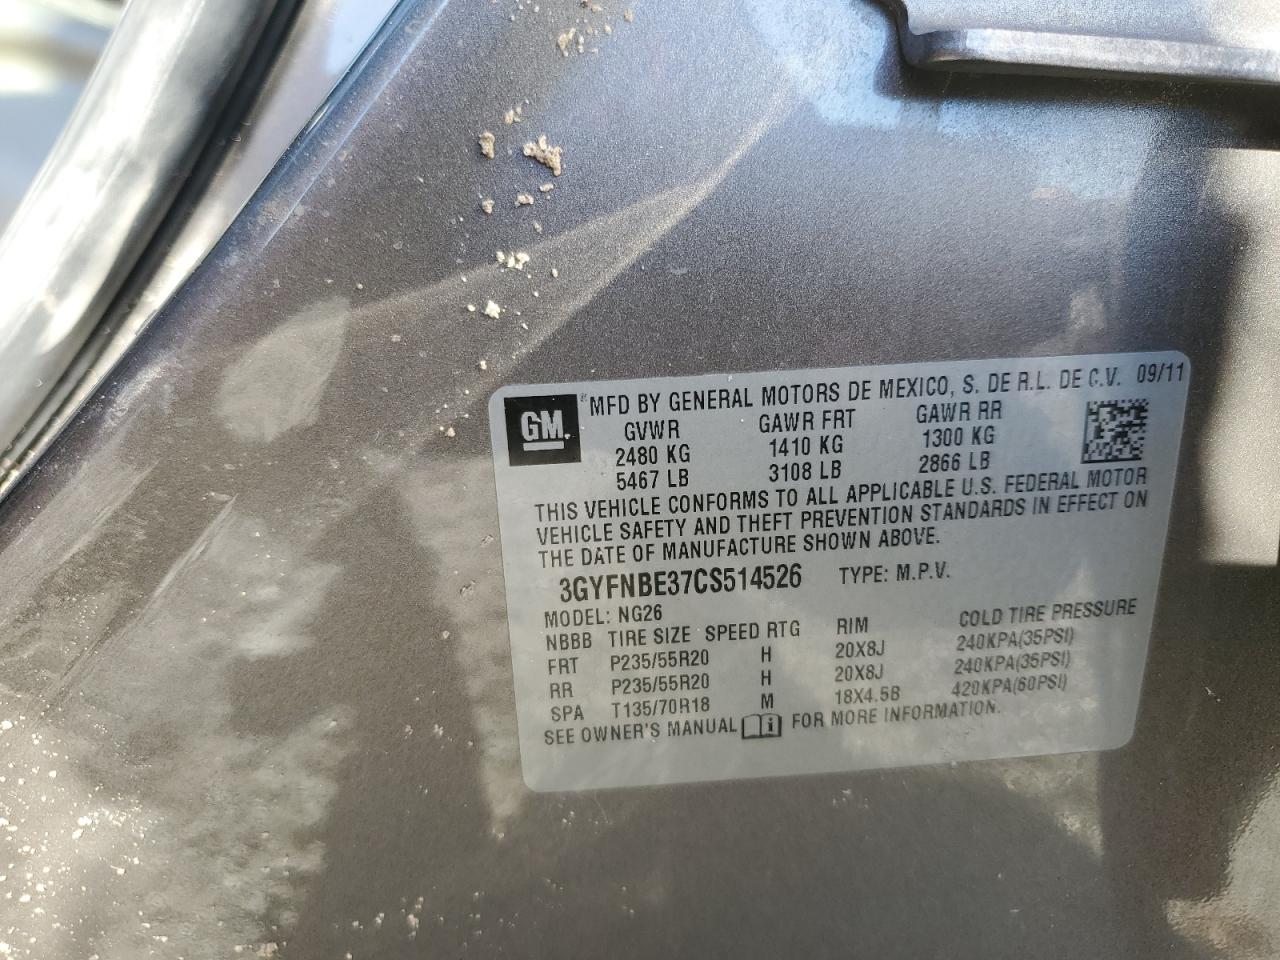 GM ® MFD BY GENERAL MOTORS DE MEXICO, S. DE R.L. DE C.V. 09/11
GVWR GAWR FRT GAWR RR
2480 KG 1410 KG 1300 KG
5467 LB 3108 LB 2866 LB
THIS VEHICLE CONFORMS TO ALL APPLICABLE U.S. FEDERAL MOTOR
VEHICLE SAFETY AND THEFT PREVENTION STANDARDS IN EFFECT ON
THE DATE OF MANUFACTURE SHOWN ABOVE.
3GYFNBE37CS514526 TYPE: M.P.V.
MODEL: NG26
NBBB TIRE SIZE SPEED RTG RIM COLD TIRE PRESSURE
FRT P235/55R20 H 20X8J 240KPA(35PSI)
RR P235/55R20 H 20X8J 240KPA(35PSI)
SPA T135/70R18 M 18X4.5B 420KPA(60PSI)
SEE OWNER'S MANUAL i FOR MORE INFORMATION.